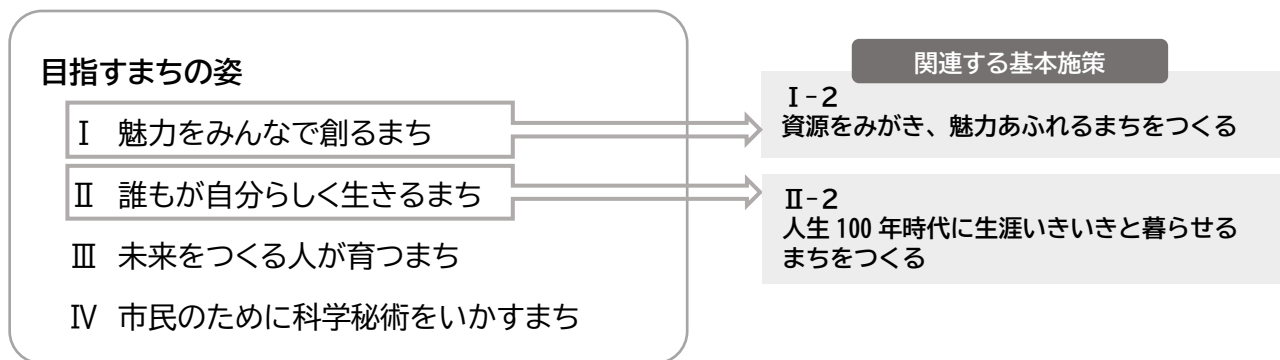 目指すまちの姿
Ⅰ 魅力をみんなで創るまち
Ⅱ 誰もが自分らしく生きるまち
Ⅲ 未来をつくる人が育つまち
Ⅳ 市民のために科学秘術をいかすまち
関連する基本施策
Ⅰ-2
資源をみがき、魅力あふれるまちをつくる
Ⅱ-2
人生 100 年時代に生涯いきいきと暮らせる
まちをつくる